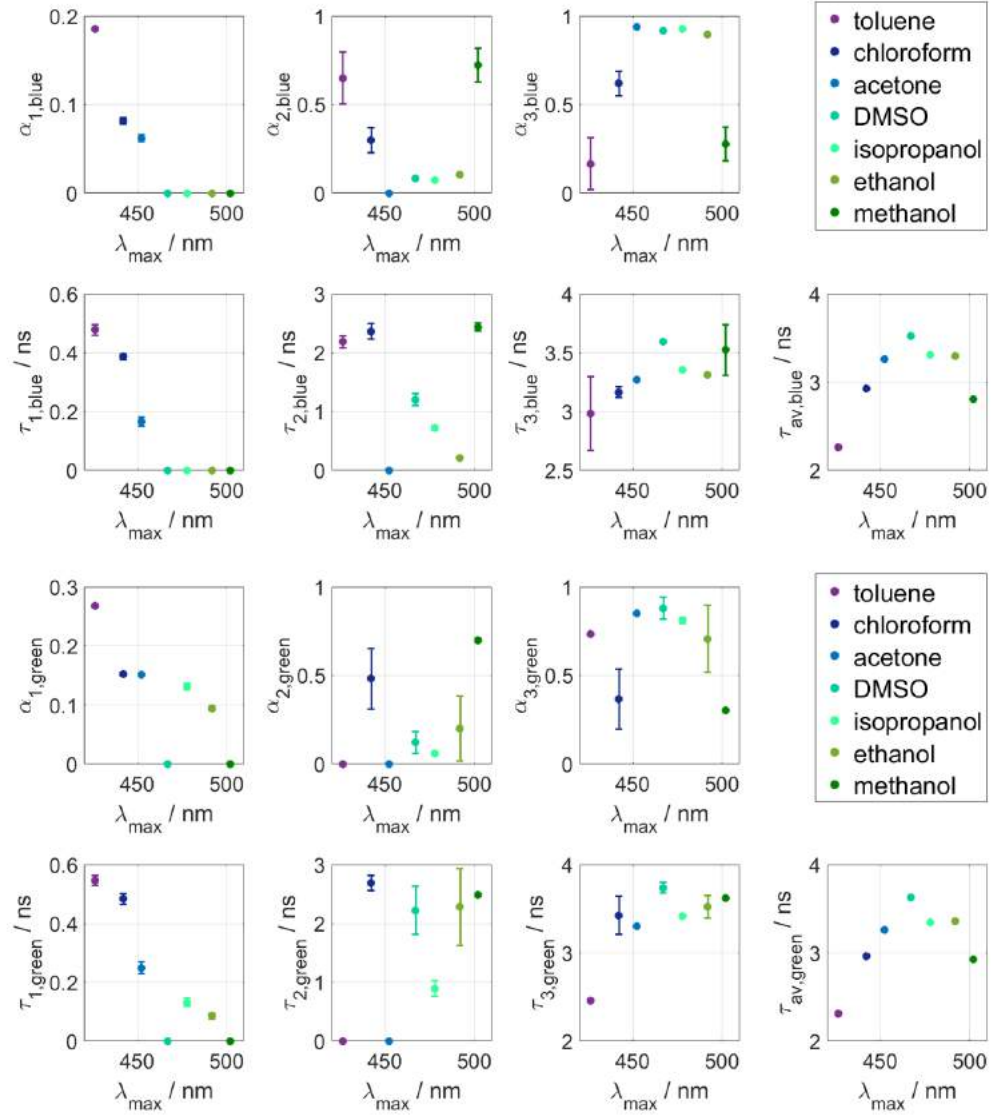 0.2
0.1
0
α1,blue
450 500
λmax / nm
1
0.5
0
α2,blue
450 500
λmax / nm
1
0.5
0
α3,blue
450 500
λmax / nm
toluene
chloroform
acetone
DMSO
isopropanol
ethanol
methanol
0.6
0.4
0.2
0
τ1,blue / ns
450 500
λmax / nm
3
2
1
0
τ2,blue / ns
450 500
λmax / nm
4
3.5
3
2.5
τ3,blue / ns
450 500
λmax / nm
4
3
2
τav,blue / ns
450 500
λmax / nm
0.3
0.2
0.1
0
α1,green
450 500
λmax / nm
1
0.5
0
α2,green
450 500
λmax / nm
1
0.5
0
α3,green
450 500
λmax / nm
toluene
chloroform
acetone
DMSO
isopropanol
ethanol
methanol
0.6
0.4
0.2
0
τ1,green / ns
450 500
λmax / nm
3
2
1
0
τ2,green / ns
450 500
λmax / nm
4
3
2
τ3,green / ns
450 500
λmax / nm
4
3
2
τav,green / ns
450 500
λmax / nm